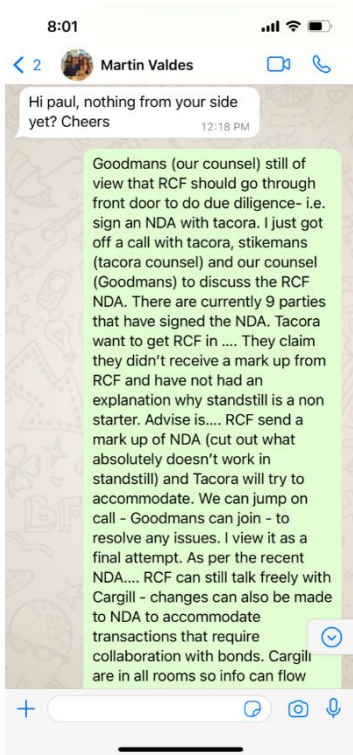 8:01
2
Martin Valdes
Hi paul, nothing from your side
yet? Cheers
12:18 PM
Goodmans (our counsel) still of
view that RCF should go through
front door to do due diligence- i.e.
sign an NDA with tacora. I just got
off a call with tacora, stikemans
(tacora counsel) and our counsel
(Goodmans) to discuss the RCF
NDA. There are currently 9 parties
that have signed the NDA. Tacora
want to get RCF in .... They claim
they didn’t receive a mark up from
RCF and have not had an
explanation why standstill is a non
starter. Advise is.... RCF send a
mark up of NDA (cut out what
absolutely doesn’t work in
standstill) and Tacora will try to
accommodate. We can jump on
call - Goodmans can join - to
resolve any issues. I view it as a
final attempt. As per the recent
NDA.... RCF can still talk freely with
Cargill - changes can also be made
to NDA to accommodate
transactions that require
collaboration with bonds. Cargill
are in all rooms so info can flow